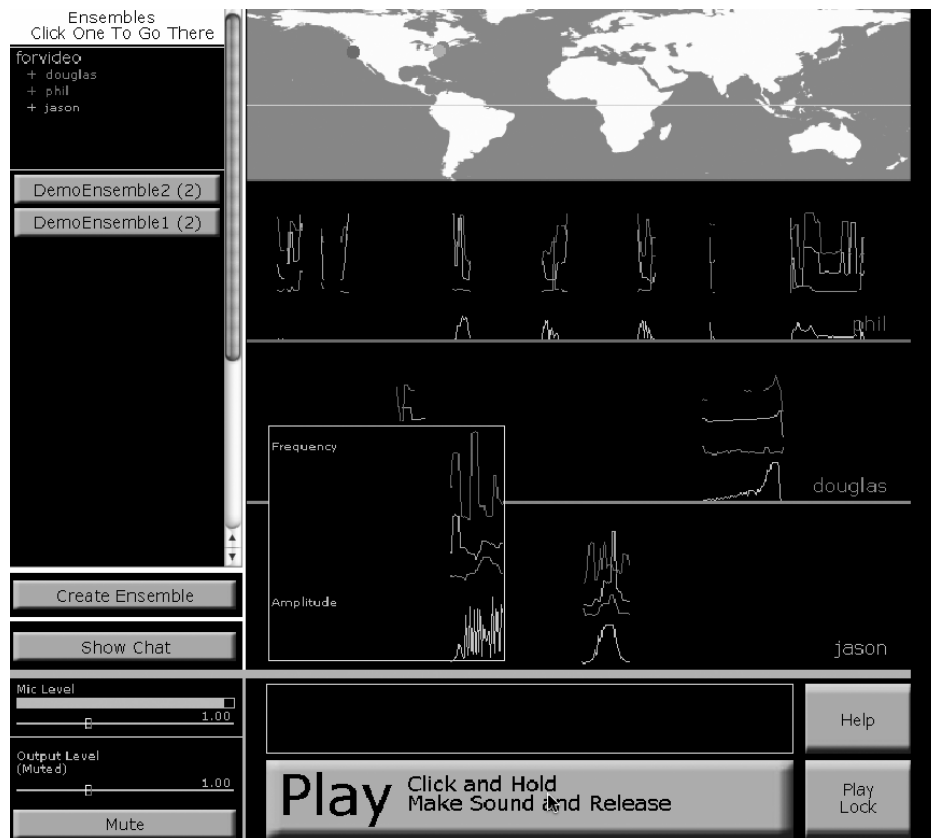 Ensembles
Click One To Go There
forvideo
+ douglas
+ phil
+ jason
DemoEnsemble2 (2)
DemoEnsemble1 (2)
Create Ensemble
Show Chat
Mic Level
1.00
Output Level
(Muted)
1.00
Mute
phil
douglas
Frequency
Amplitude
jason
Play
Click and Hold
Make Sound and Release
Help
Play
Lock